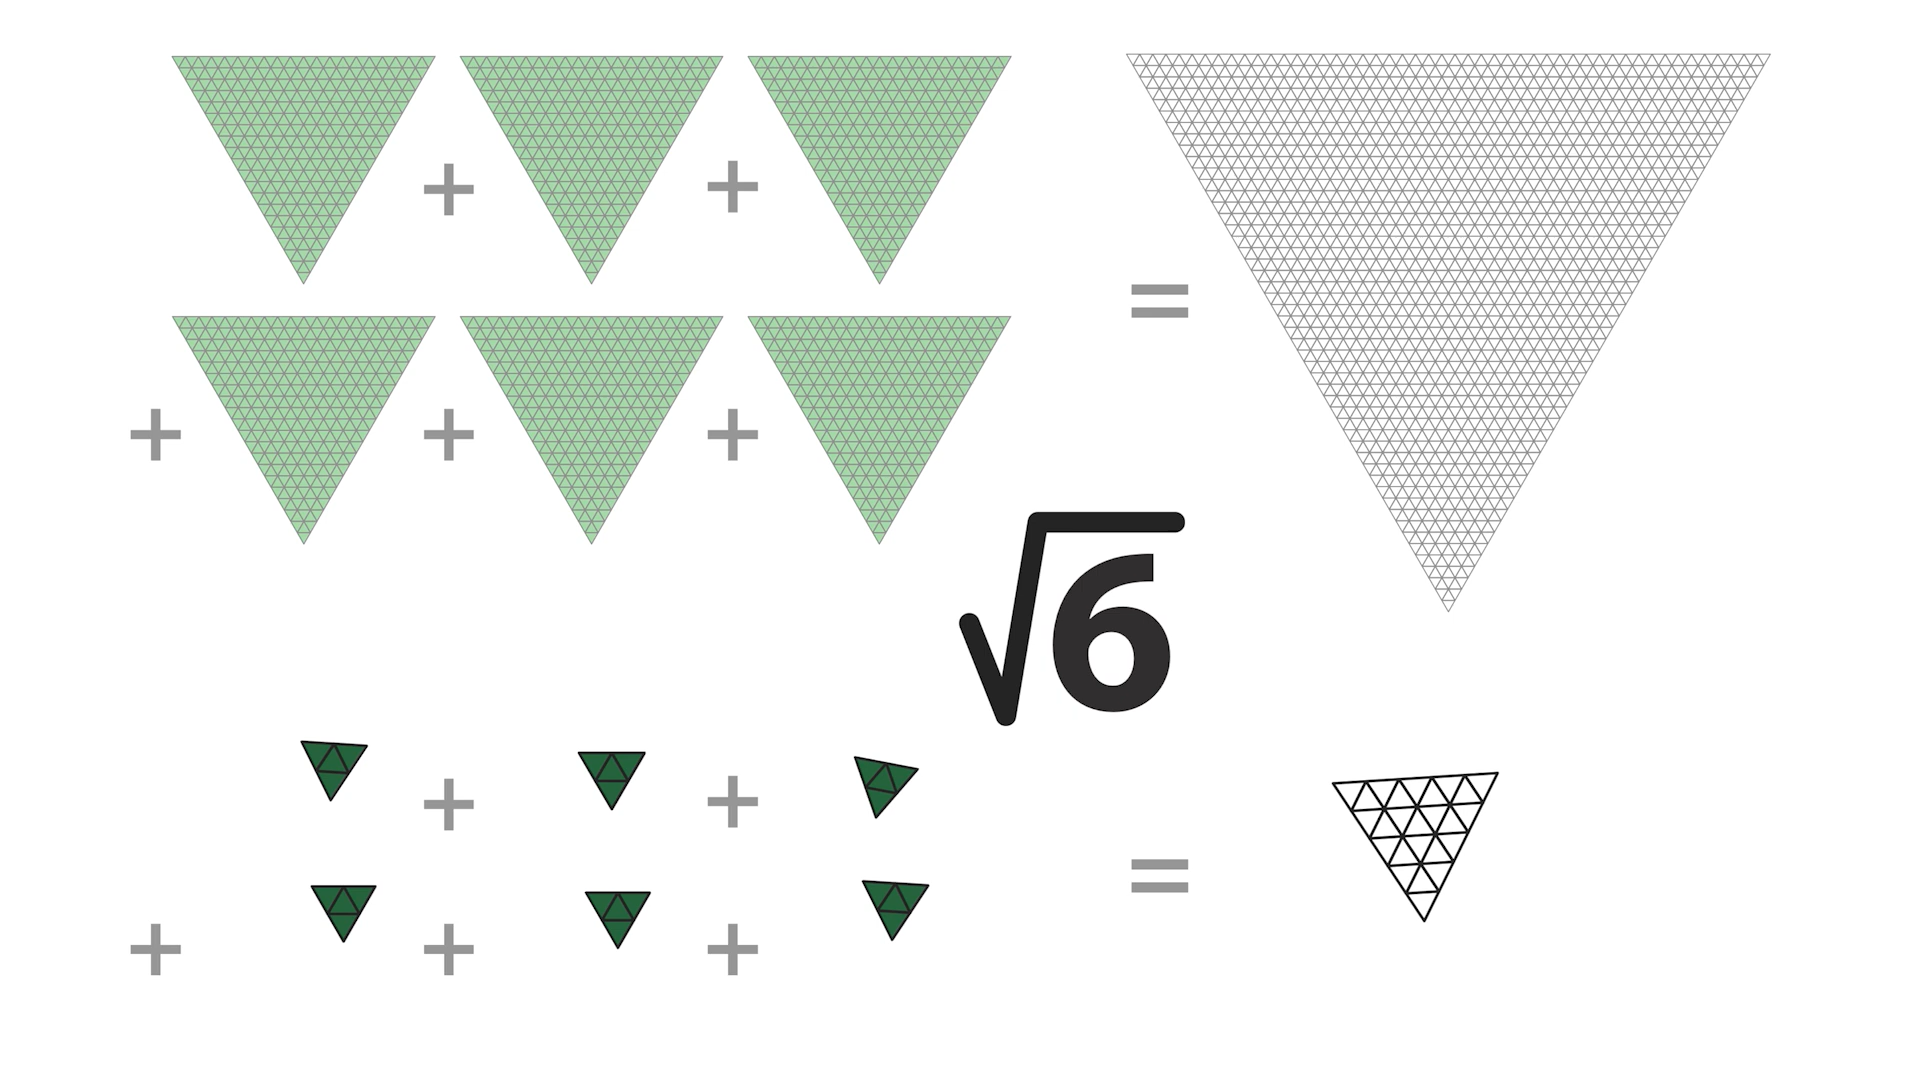 + +
=
+ + +
√6
+ +
=
+ + +